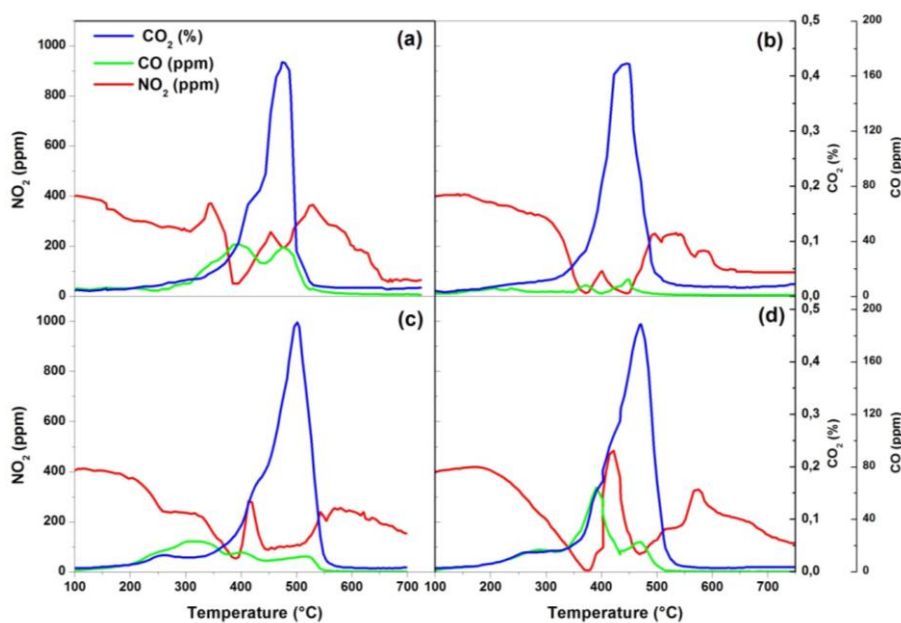 (a)
CO₂ (%)
CO (ppm)
NO₂ (ppm)
1000
800
600
400
200
0
NO₂ (ppm)
(b)
0,5
0,4
0,3
0,2
0,1
0,0
CO₂ (%)
200
160
120
80
40
0
CO (ppm)
(c)
1000
800
600
400
200
0
NO₂ (ppm)
100 200 300 400 500 600 700
Temperature (°C)
(d)
0,5
0,4
0,3
0,2
0,1
0,0
CO₂ (%)
200
160
120
80
40
0
CO (ppm)
100 200 300 400 500 600 700
Temperature (°C)